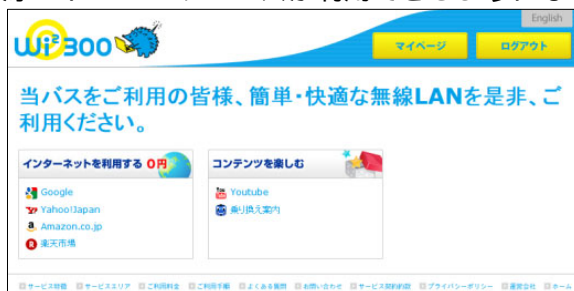 English
Wi²300
マイページ
ログアウト
当バスをご利用の皆様、簡単・快適な無線LANを是非、ご
利用ください。
インターネットを利用する 0円
コンテンツを楽しむ
Google
Youtube
Yahoo!Japan
乗り換え案内
Amazon.co.jp
楽天市場
サービス特徴 サービスエリア ご利用料金 ご利用手順 よくある質問 お問い合わせ サービス契約約款 プライバシーポリシー 運営会社 ホーム